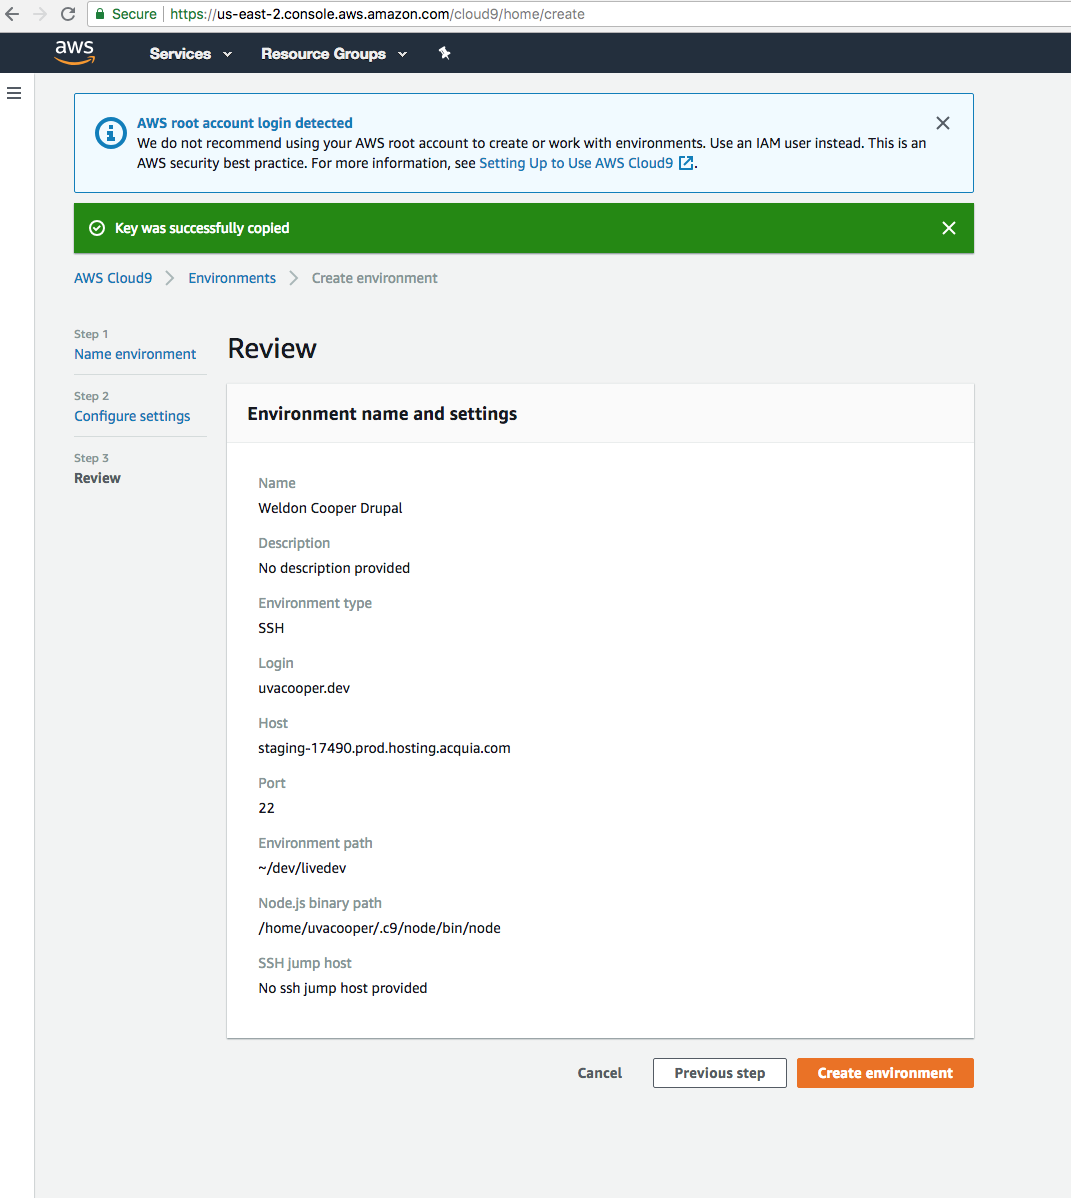 Secure https://us-east-2.console.aws.amazon.com/cloud9/home/create
aws Services Resource Groups
AWS root account login detected
We do not recommend using your AWS root account to create or work with environments. Use an IAM user instead. This is an
AWS security best practice. For more information, see Setting Up to Use AWS Cloud9 .
Key was successfully copied
AWS Cloud9 Environments Create environment
Step 1
Name environment
Step 2
Configure settings
Step 3
Review
Review
Environment name and settings
Name
Weldon Cooper Drupal
Description
No description provided
Environment type
SSH
Login
uvacooper.dev
Host
staging-17490.prod.hosting.acquia.com
Port
22
Environment path
~/dev/livedev
Node.js binary path
/home/uvacooper/.c9/node/bin/node
SSH jump host
No ssh jump host provided
Cancel Previous step Create environment